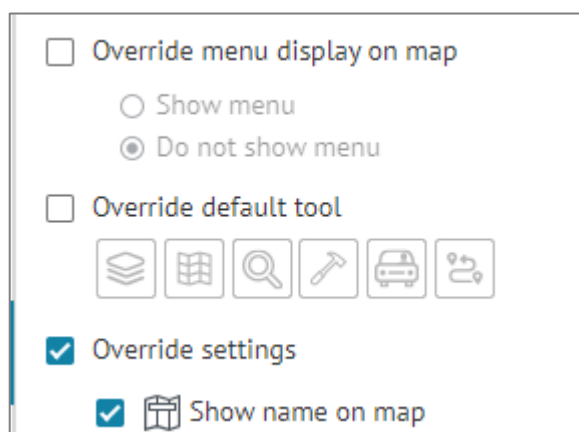 Override menu display on map
Show menu
Do not show menu
Override default tool
Override settings
Show name on map